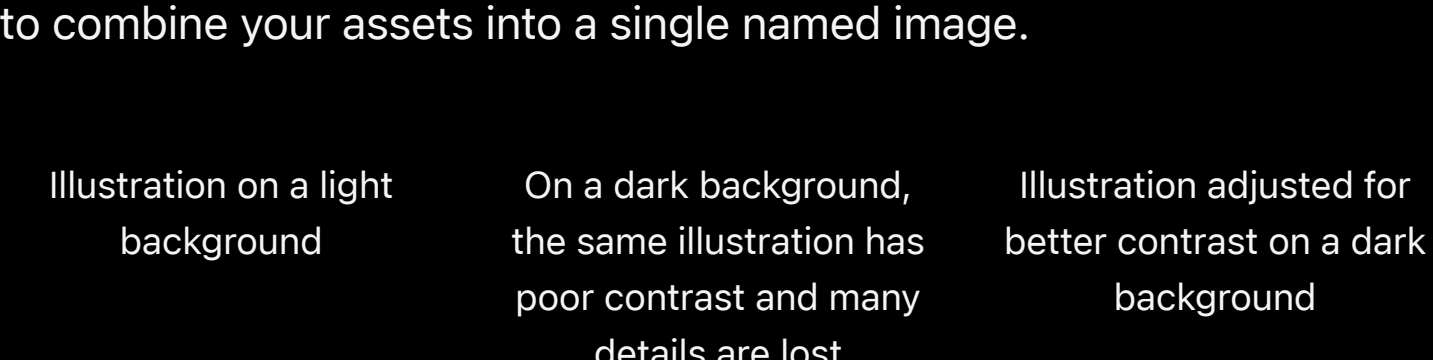 to combine your assets into a single named image.
Illustration on a light
background
On a dark background,
the same illustration has
poor contrast and many
details are lost
Illustration adjusted for
better contrast on a dark
background